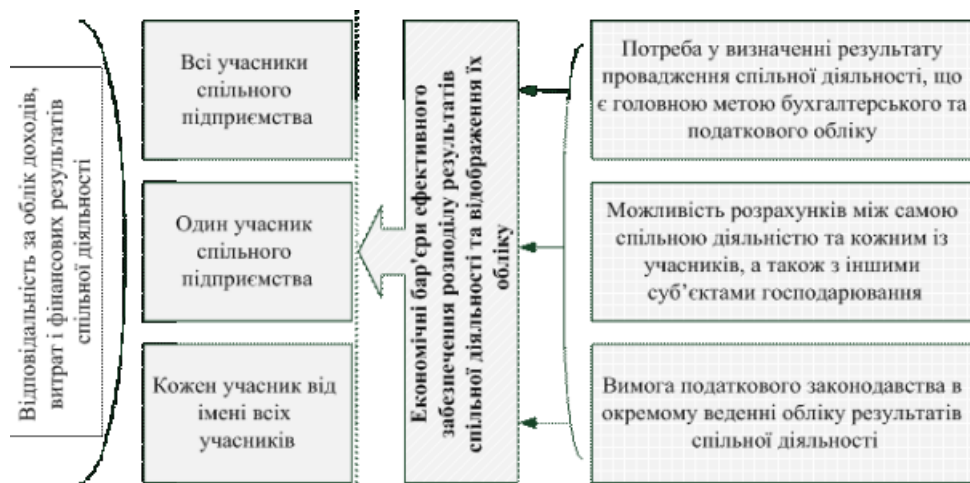 Відповідальність за облік доходів,
витрат і фінансових результатів
спільної діяльності
Всі учасники
спільного
підприємства
Один учасник
спільного
підприємства
Кожен учасник від
імені всіх
учасників
Економічні бар’єри ефективного
забезпечення розподілу результатів
спільної діяльності та відображення їх
обліку
Потреба у визначенні результату
провадження спільної діяльності, що
є головною метою бухгалтерського та
податкового обліку
Можливість розрахунків між самою
спільною діяльністю та кожним із
учасників, а також з іншими
суб’єктами господарювання
Вимога податкового законодавства в
окремому веденні обліку результатів
спільної діяльності